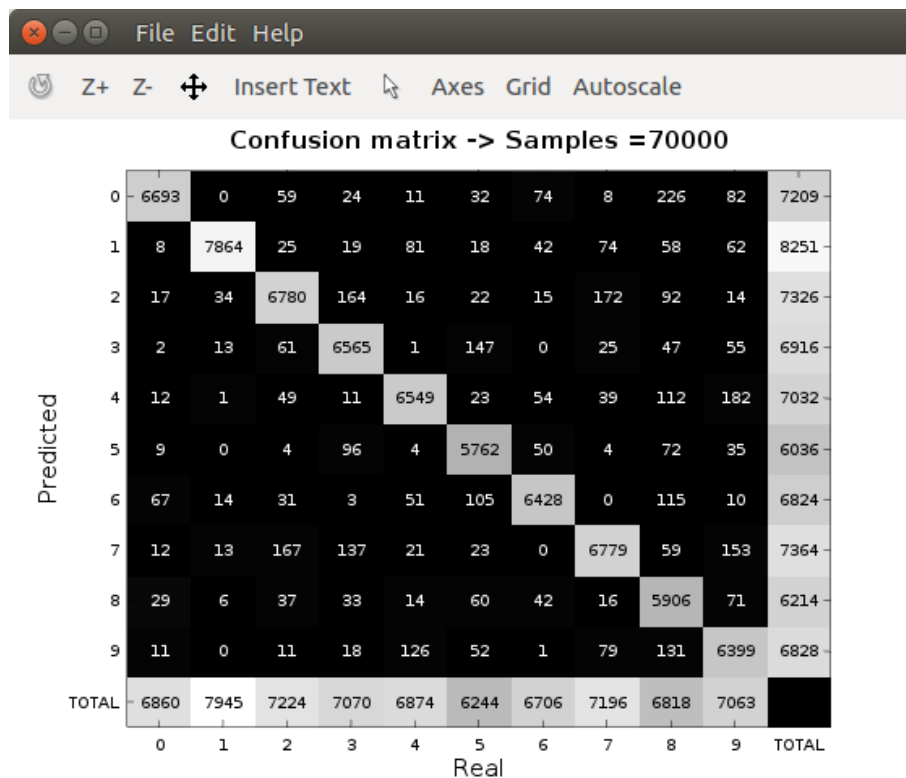 File Edit Help
Z+ Z- Insert Text Axes Grid Autoscale
Confusion matrix -> Samples =70000
Predicted
0 6693 0 59 24 11 32 74 8 226 82 7209
1 8 7864 25 19 81 18 42 74 58 62 8251
2 17 34 6780 164 16 22 15 172 92 14 7326
3 2 13 61 6565 1 147 0 25 47 55 6916
4 12 1 49 11 6549 23 54 39 112 182 7032
5 9 0 4 96 4 5762 50 4 72 35 6036
6 67 14 31 3 51 105 6428 0 115 10 6824
7 12 13 167 137 21 23 0 6779 59 153 7364
8 29 6 37 33 14 60 42 16 5906 71 6214
9 11 0 11 18 126 52 1 79 131 6399 6828
TOTAL 6860 7945 7224 7070 6874 6244 6706 7196 6818 7063
0 1 2 3 4 5 6 7 8 9 TOTAL
Real